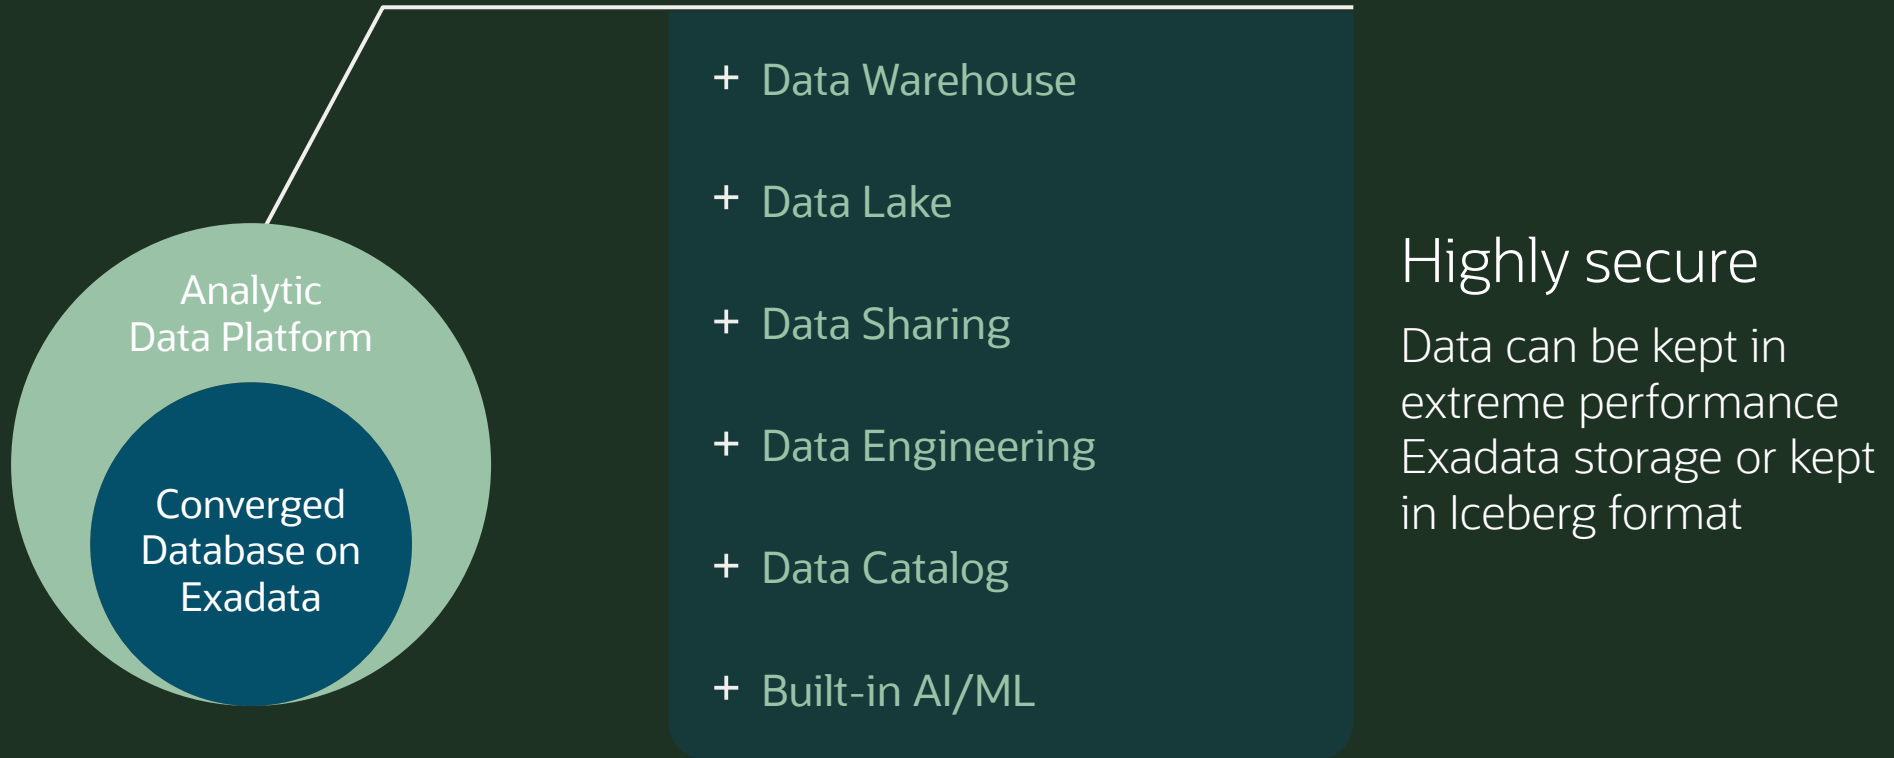 Analytic
Data Platform
Converged
Database on
Exadata
+ Data Warehouse
+ Data Lake
+ Data Sharing
+ Data Engineering
+ Data Catalog
+ Built-in AI/ML
Highly secure
Data can be kept in
extreme performance
Exadata storage or kept
in Iceberg format